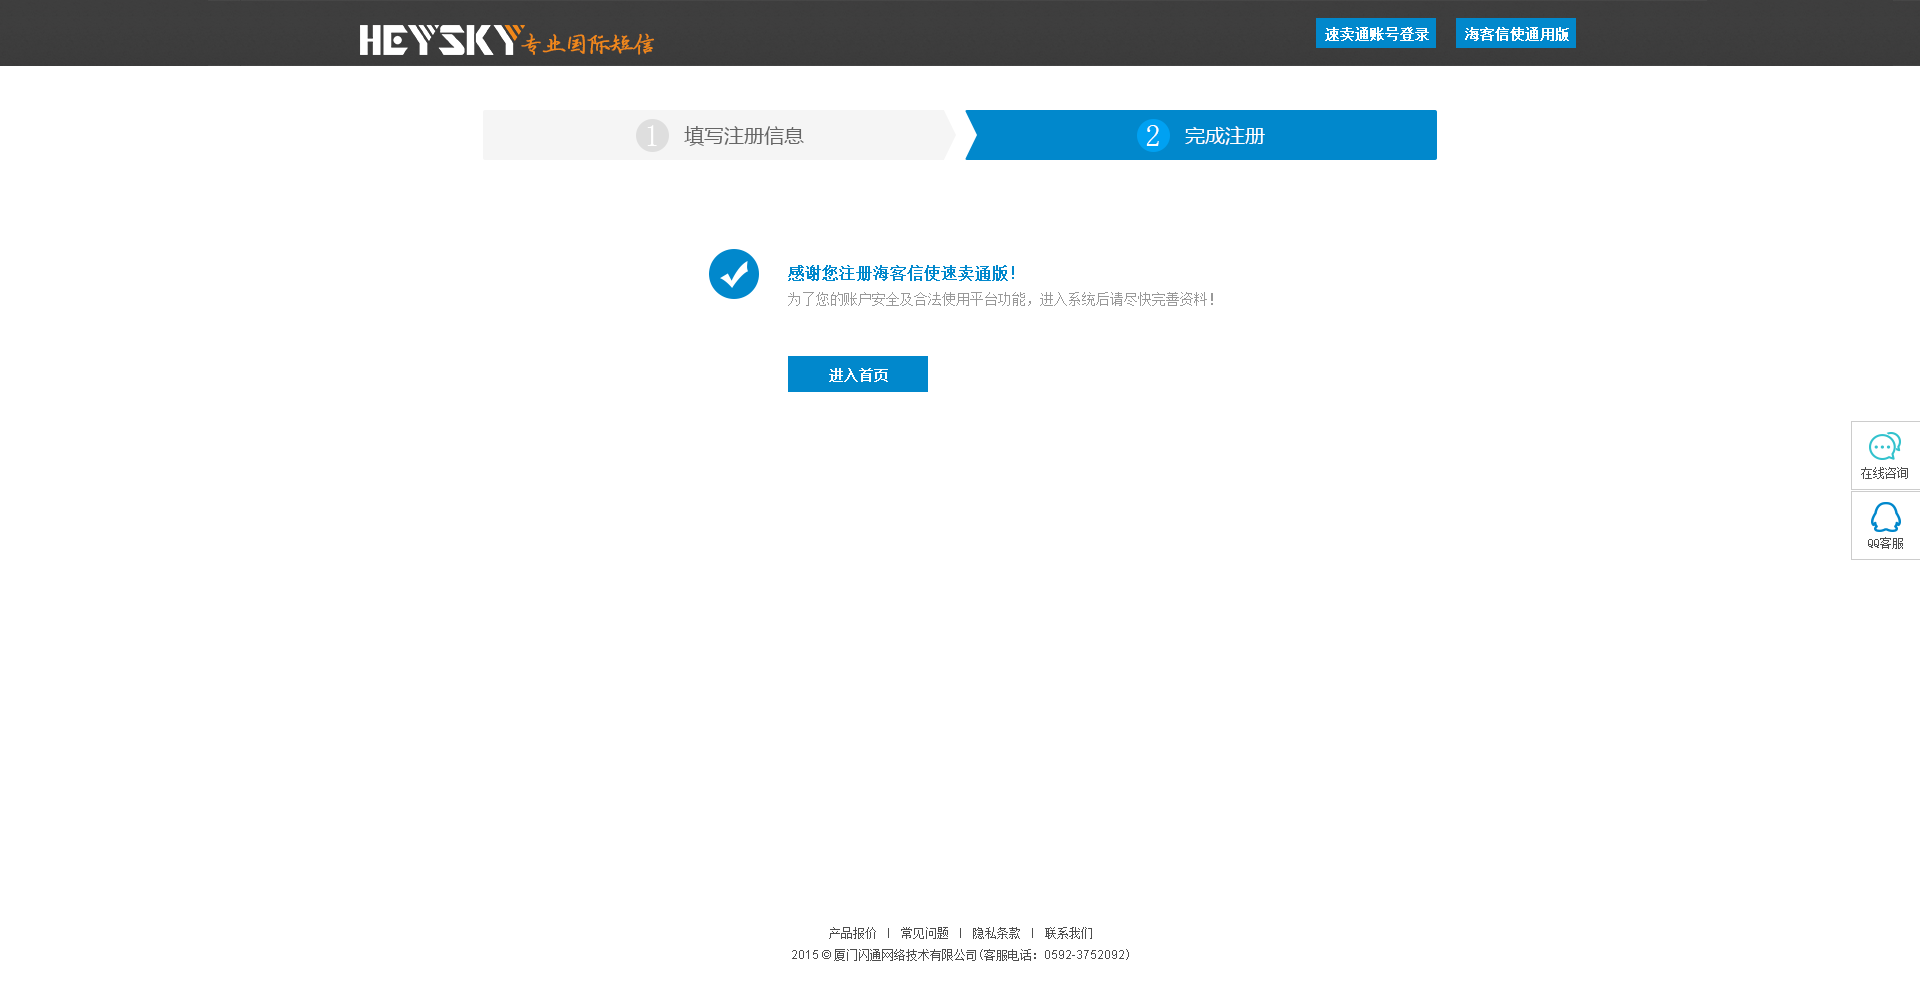 HEYSKY专业国际短信
速卖通账号登录
海客信使通用版
1 填写注册信息
2 完成注册
感谢您注册海客信使速卖通版!
为了您的账户安全及合法使用平台功能，进入系统后请尽快完善资料!
进入首页
在线咨询
QQ客服
产品报价 | 常见问题 | 隐私条款 | 联系我们
2015 © 厦门闪通网络技术有限公司(客服电话：0592-3752092)